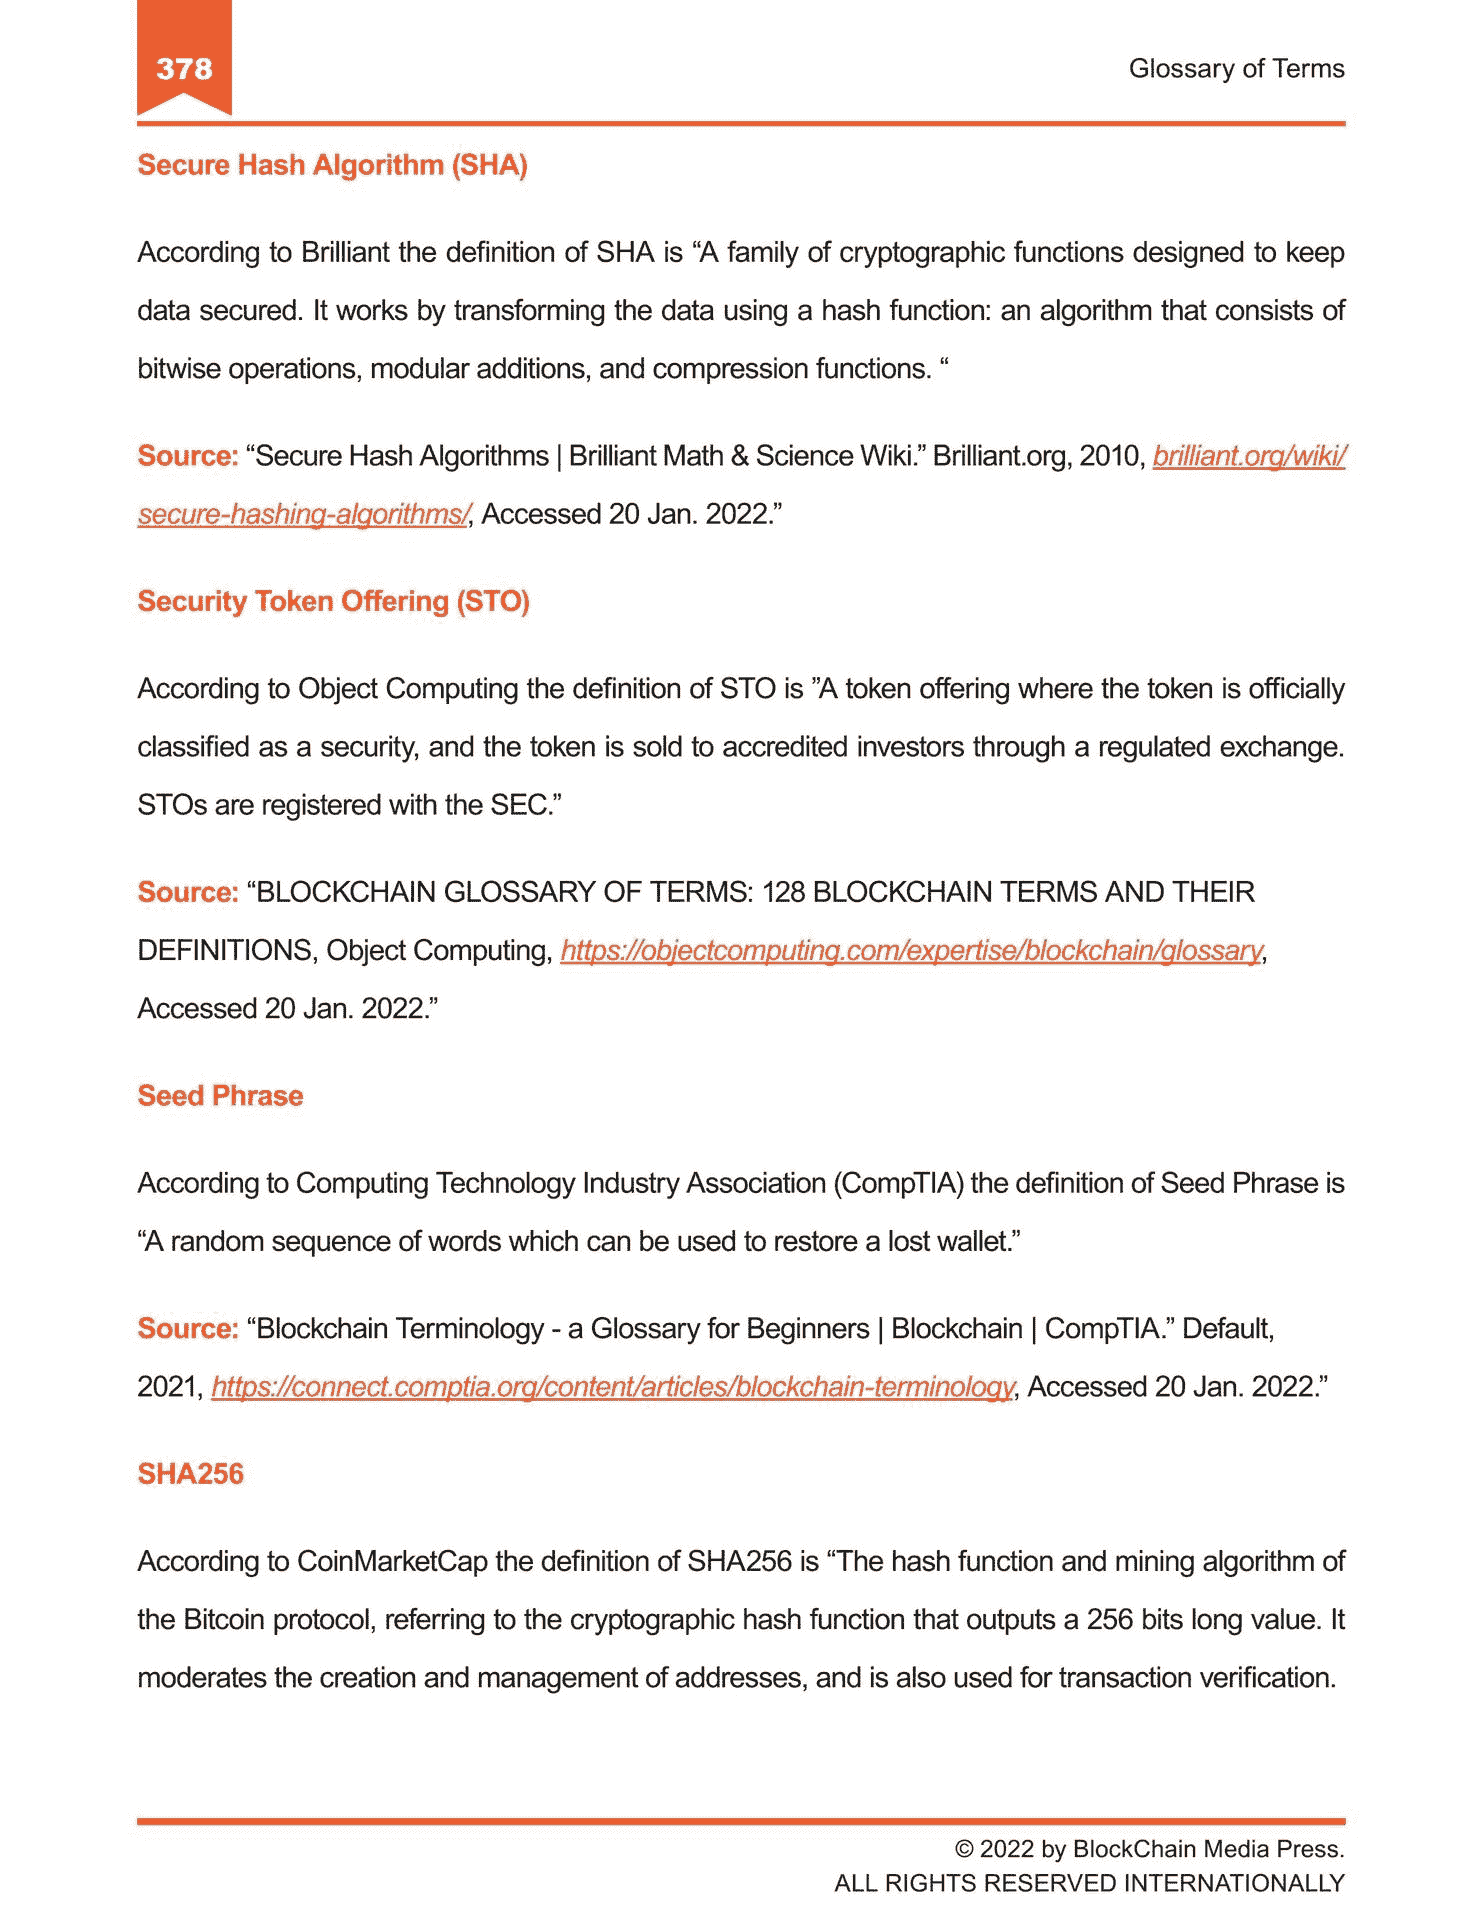 378
Glossary of Terms
Secure Hash Algorithm (SHA)
According to Brilliant the definition of SHA is “A family of cryptographic functions designed to keep
data secured. It works by transforming the data using a hash function: an algorithm that consists of
bitwise operations, modular additions, and compression functions. “
Source: “Secure Hash Algorithms | Brilliant Math & Science Wiki.” Brilliant.org, 2010, brilliant.org/wiki/
secure-hashing-algorithms/, Accessed 20 Jan. 2022.”
Security Token Offering (STO)
According to Object Computing the definition of STO is ”A token offering where the token is officially
classified as a security, and the token is sold to accredited investors through a regulated exchange.
STOs are registered with the SEC.”
Source: “BLOCKCHAIN GLOSSARY OF TERMS: 128 BLOCKCHAIN TERMS AND THEIR
DEFINITIONS, Object Computing, https://objectcomputing.com/expertise/blockchain/glossary,
Accessed 20 Jan. 2022.”
Seed Phrase
According to Computing Technology Industry Association (CompTIA) the definition of Seed Phrase is
“A random sequence of words which can be used to restore a lost wallet.”
Source: “Blockchain Terminology - a Glossary for Beginners | Blockchain | CompTIA.” Default,
2021, https://connect.comptia.org/content/articles/blockchain-terminology, Accessed 20 Jan. 2022.”
SHA256
According to CoinMarketCap the definition of SHA256 is “The hash function and mining algorithm of
the Bitcoin protocol, referring to the cryptographic hash function that outputs a 256 bits long value. It
moderates the creation and management of addresses, and is also used for transaction verification.
© 2022 by BlockChain Media Press.
ALL RIGHTS RESERVED INTERNATIONALLY